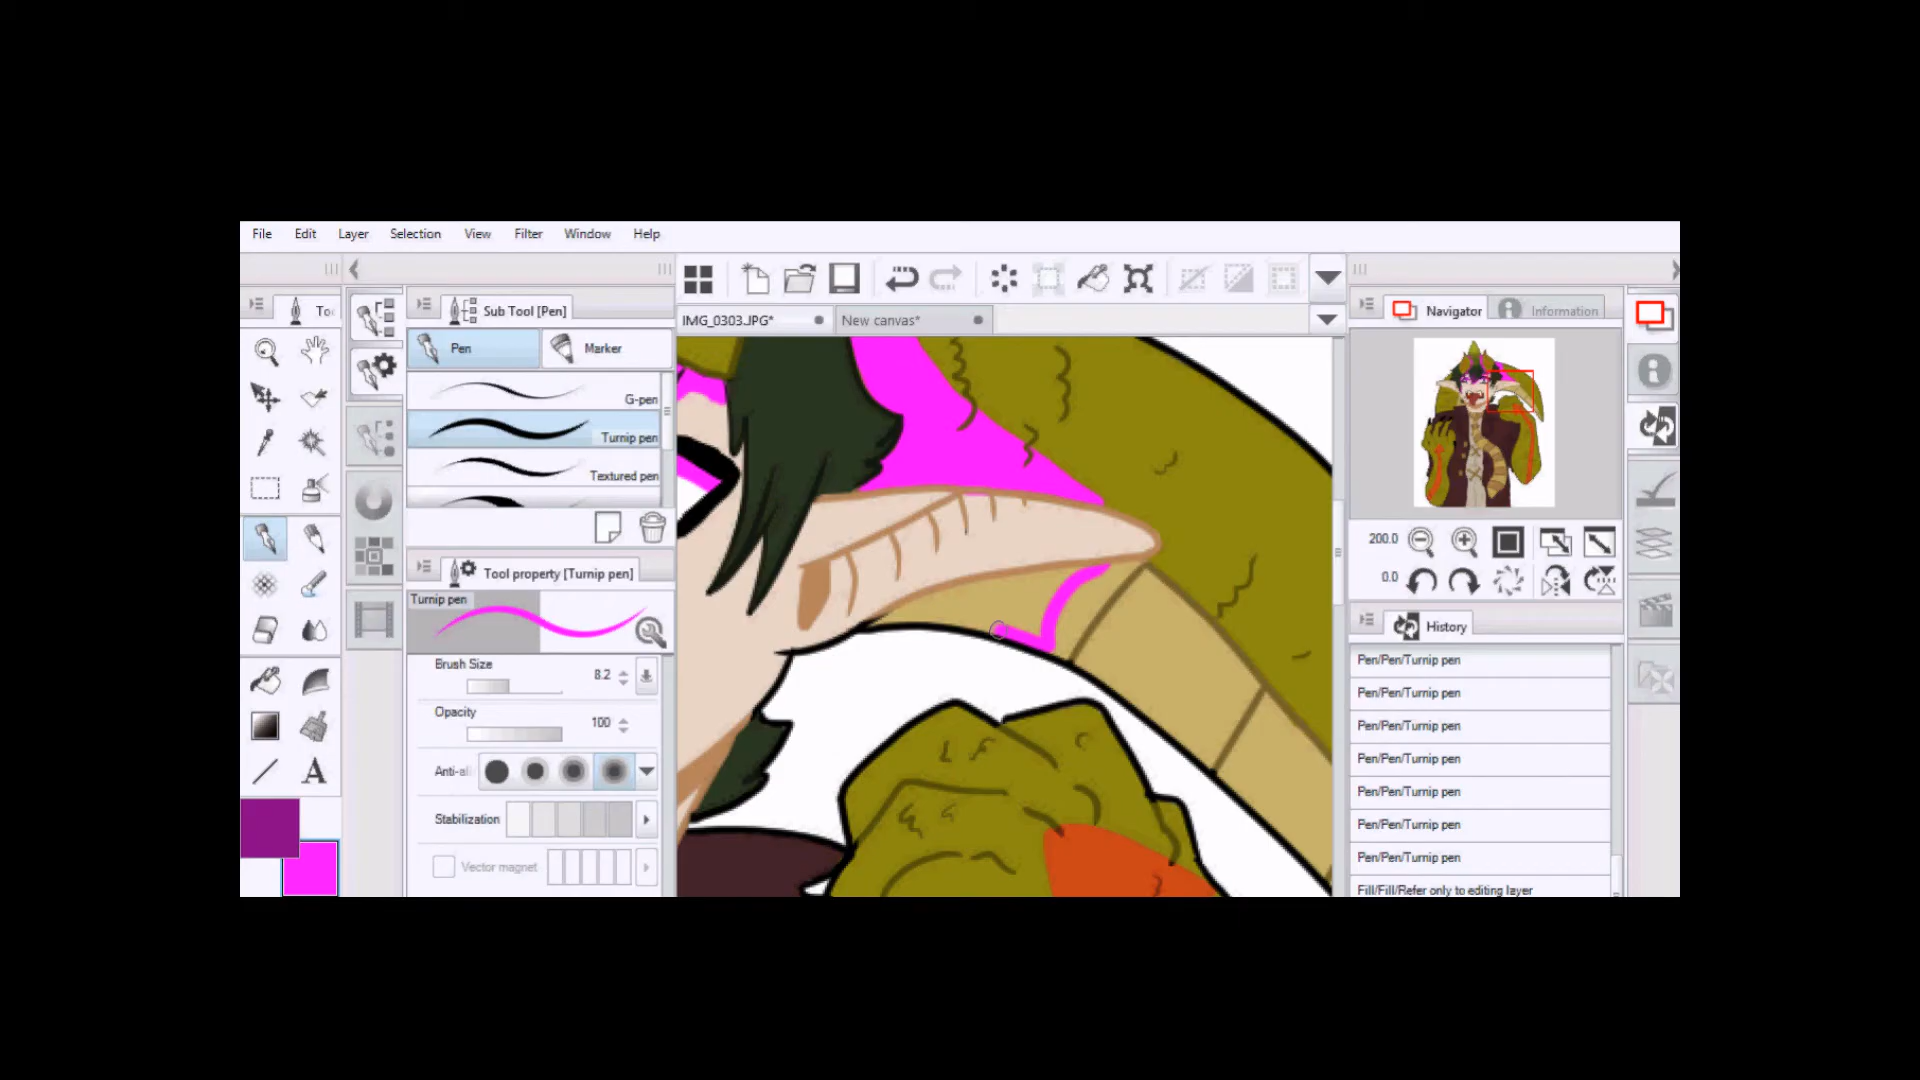 File Edit Layer Selection View Filter Window Help
Sub Tool [Pen]
Pen Marker
G-pen
Turnip pen
Textured pen
Tool property [Turnip pen]
Turnip pen
Brush Size 8.2
Opacity 100
Stabilization
Vector magnet
IMG_0303.JPG* New canvas*
Navigator Information
200.0
0.0
History
Pen/Pen/Turnip pen
Pen/Pen/Turnip pen
Pen/Pen/Turnip pen
Pen/Pen/Turnip pen
Pen/Pen/Turnip pen
Pen/Pen/Turnip pen
Pen/Pen/Turnip pen
Fill/Fill/Refer only to editing layer